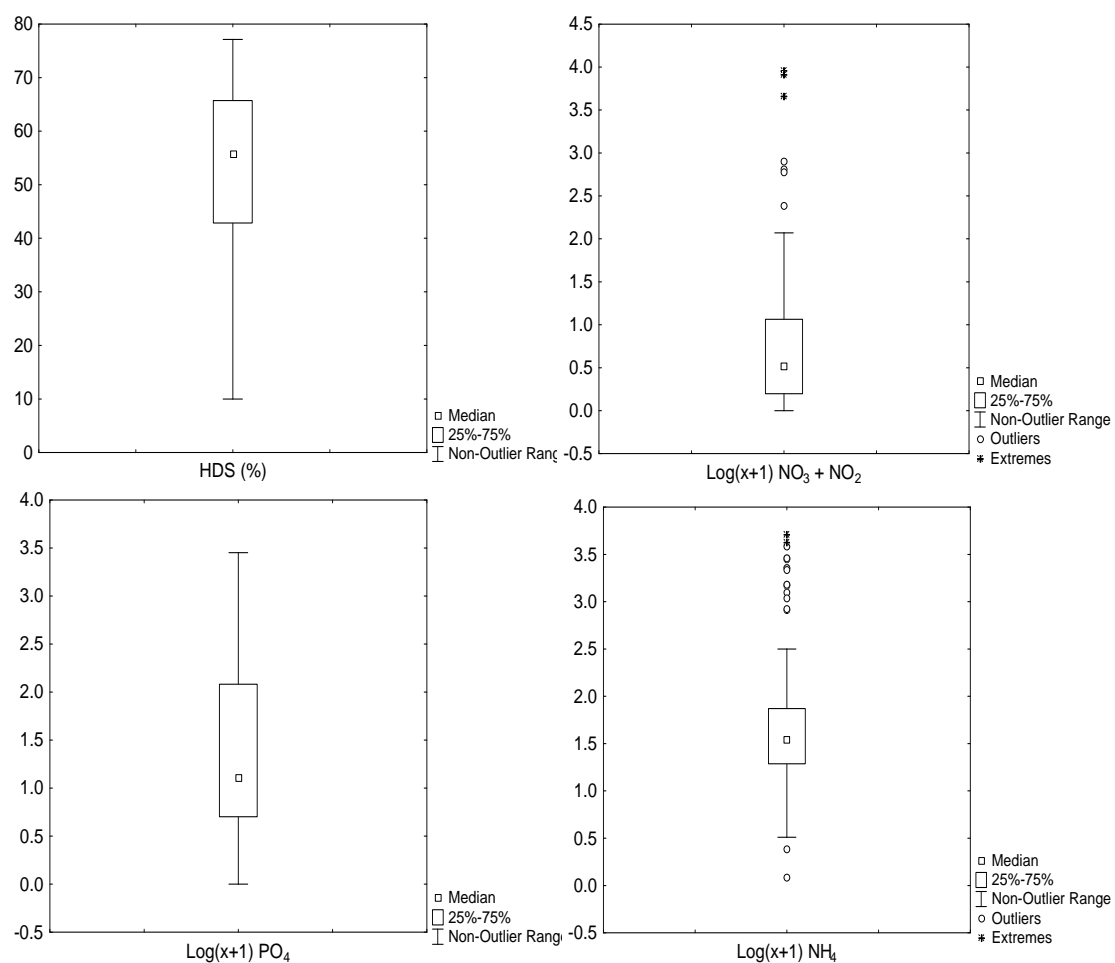 80
70
60
50
40
30
20
10
0
HDS (%)
Median
25%-75%
Non-Outlier Rang
4.5
4.0
3.5
3.0
2.5
2.0
1.5
1.0
0.5
0.0
-0.5
Log(x+1) NO₃ + NO₂
Median
25%-75%
Non-Outlier Range
Outliers
Extremes
4.0
3.5
3.0
2.5
2.0
1.5
1.0
0.5
0.0
-0.5
Log(x+1) PO₄
Median
25%-75%
Non-Outlier Rang
4.0
3.5
3.0
2.5
2.0
1.5
1.0
0.5
0.0
-0.5
Log(x+1) NH₄
Median
25%-75%
Non-Outlier Range
Outliers
Extremes